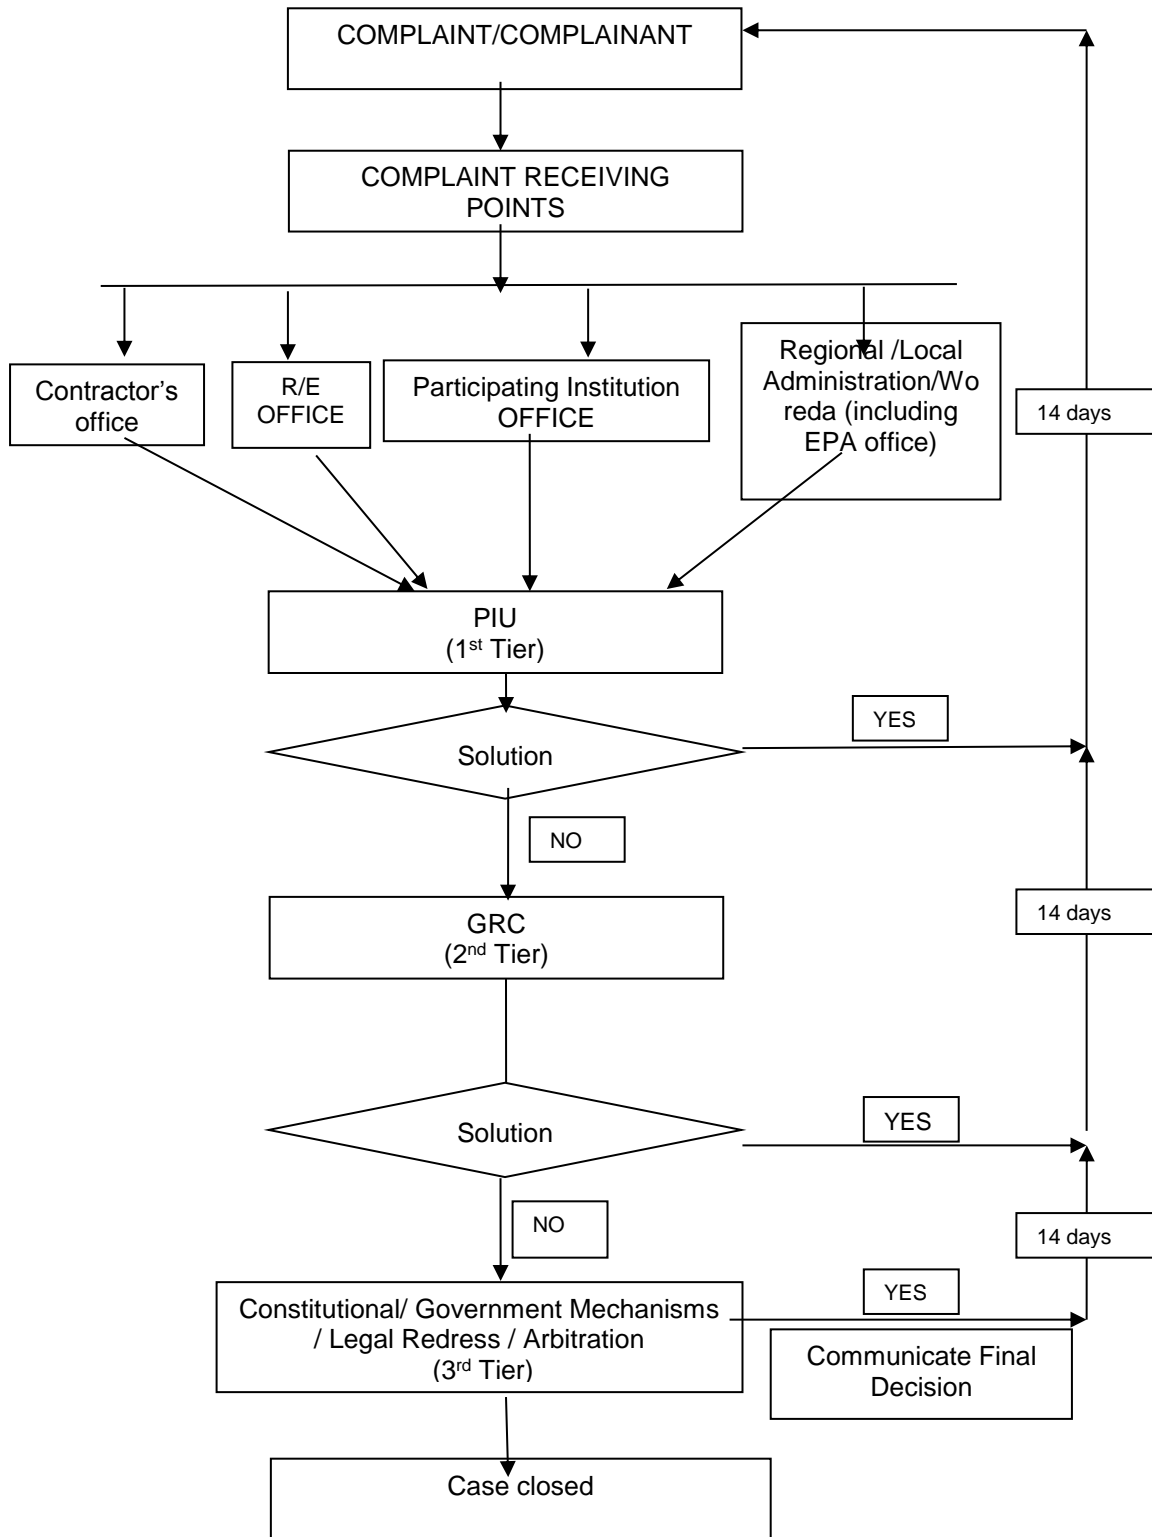 COMPLAINT/COMPLAINANT
COMPLAINT RECEIVING
POINTS
Contractor's
office
R/E
OFFICE
Participating Institution
OFFICE
Regional /Local
Administration/Wo
reda (including
EPA office)
14 days
PIU
(1st Tier)
YES
Solution
NO
GRC
(2nd Tier)
14 days
YES
Solution
NO
14 days
Constitutional/ Government Mechanisms
/ Legal Redress / Arbitration
(3rd Tier)
YES
Communicate Final
Decision
Case closed